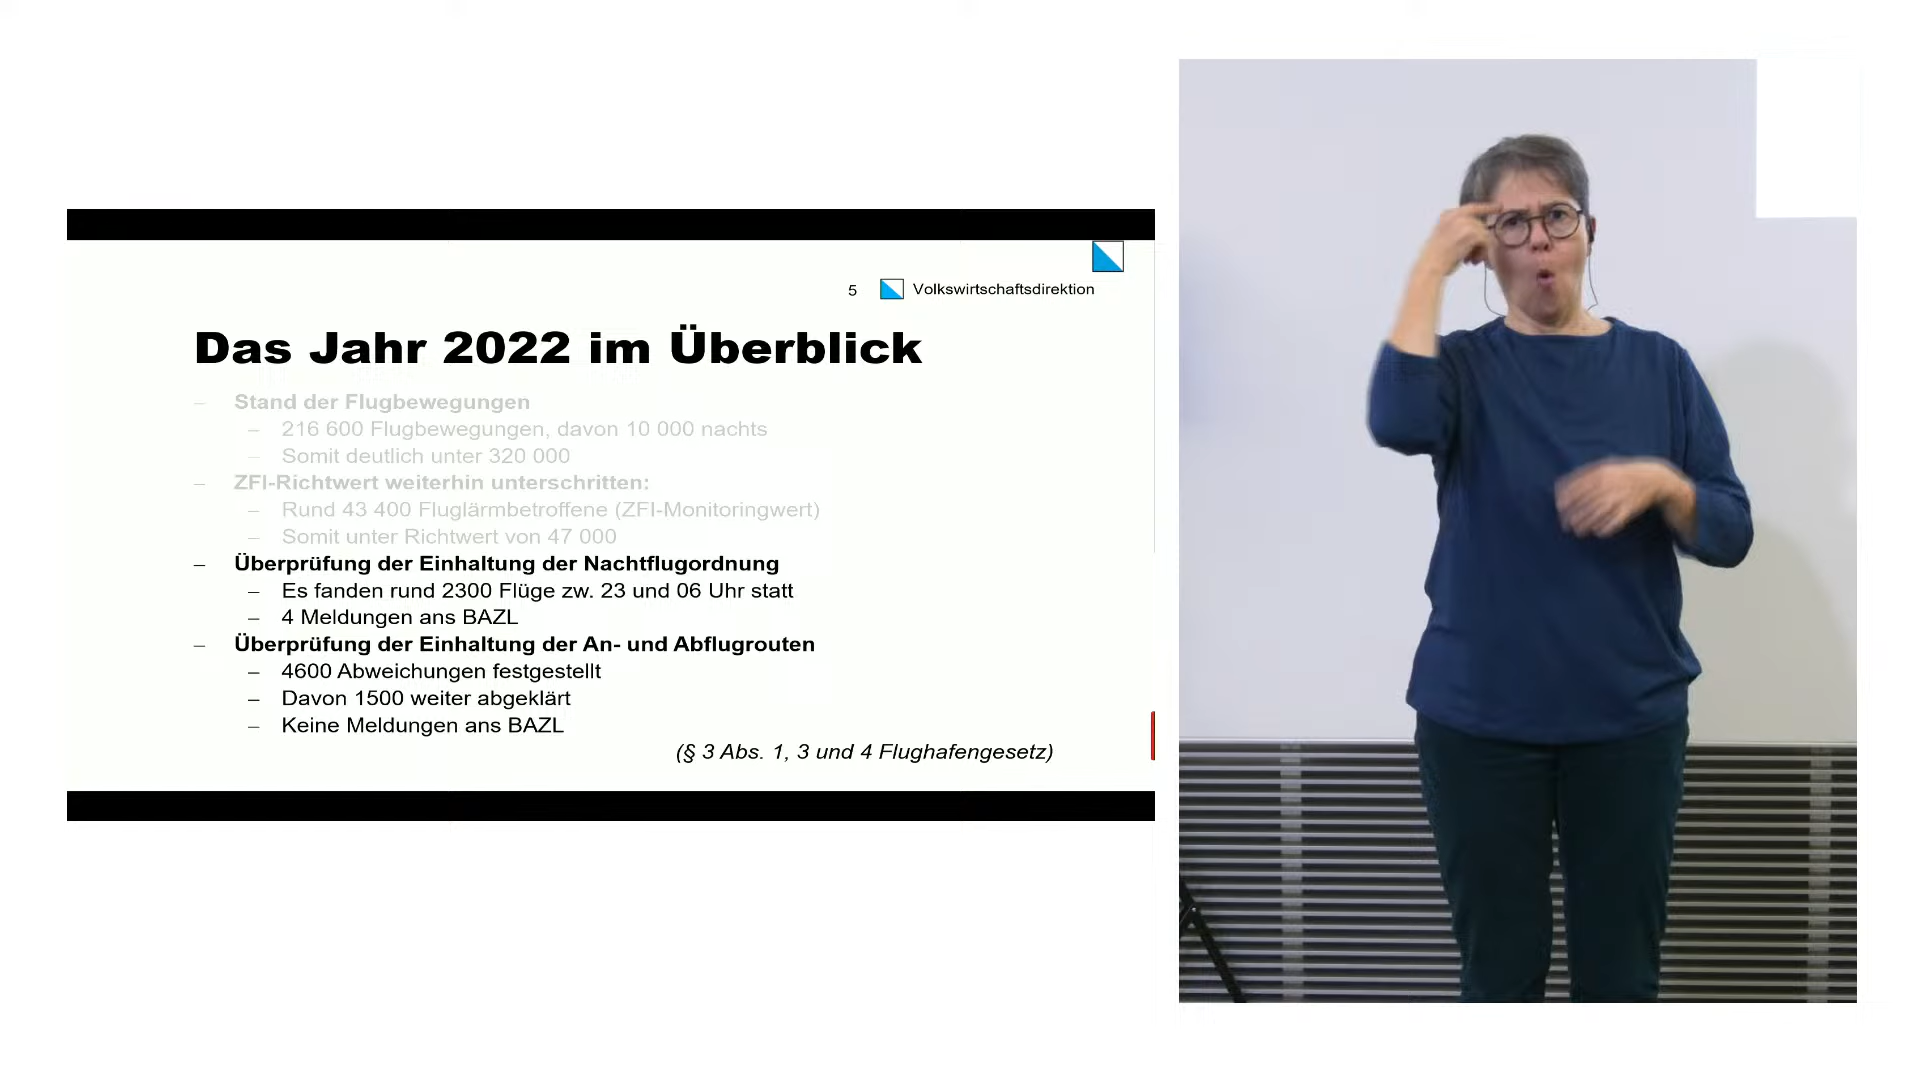 5 Volkswirtschaftsdirektion
Das Jahr 2022 im Überblick
– Stand der Flugbewegungen
– 216 600 Flugbewegungen, davon 10 000 nachts
– Somit deutlich unter 320 000
– ZFI-Richtwert weiterhin unterschritten:
– Rund 43 400 Fluglärmbetroffene (ZFI-Monitoringwert)
– Somit unter Richtwert von 47 000
– Überprüfung der Einhaltung der Nachtflugordnung
– Es fanden rund 2300 Flüge zw. 23 und 06 Uhr statt
– 4 Meldungen ans BAZL
– Überprüfung der Einhaltung der An- und Abflugrouten
– 4600 Abweichungen festgestellt
– Davon 1500 weiter abgeklärt
– Keine Meldungen ans BAZL
(§ 3 Abs. 1, 3 und 4 Flughafengesetz)